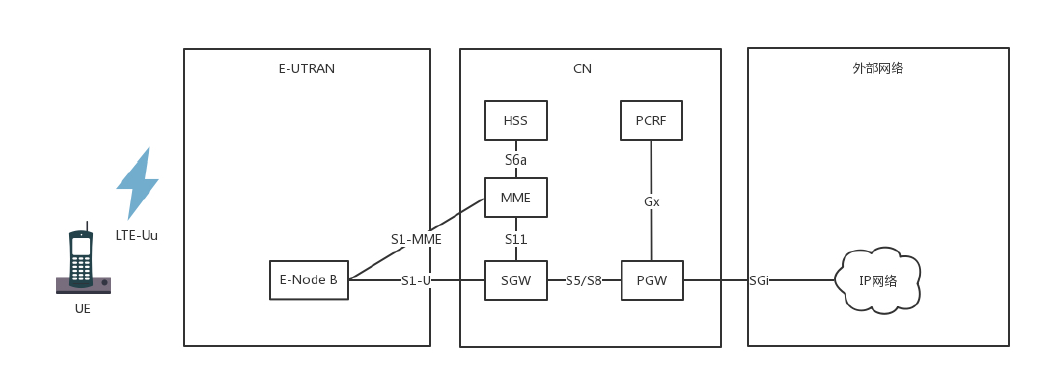 E-UTRAN
CN
外部网络
HSS
PCRF
S6a
MME
Gx
LTE-Uu
S1-MME
S11
E-Node B
S1-U
SGW
S5/S8
PGW
SGi
IP网络
UE